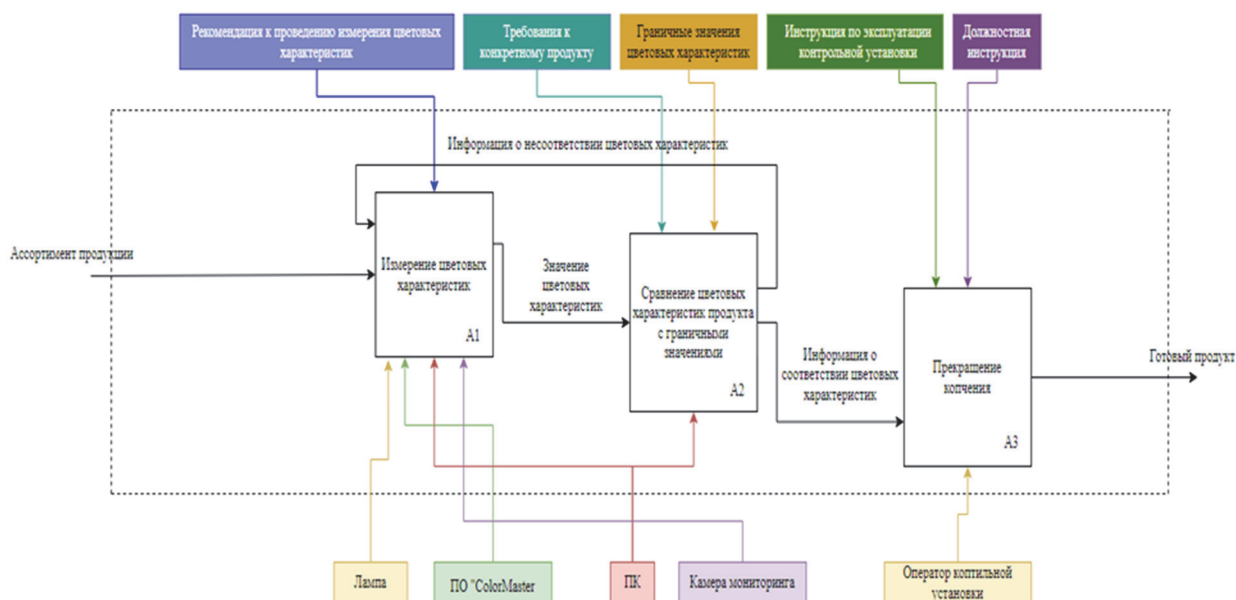 Рекомендация к проведению измерения цветовых
характеристик
Требования к
конкретному продукту
Граничные значения
цветовых характеристик
Инструкция по эксплуатации
контрольной установки
Должностная
инструкция
Информация о несоответствии цветовых характеристик
Ассортимент продукции
Измерение цветовых
характеристик
A1
Значение
цветовых
характеристик
Сравнение цветовых
характеристик продукта
с граничными
значениями
A2
Информация о
соответствии цветовых
характеристик
Прекращение
копчения
A3
Готовый продукт
Лампа
ПО "ColorMaster
ПК
Камера мониторинга
Оператор коптильной
установки